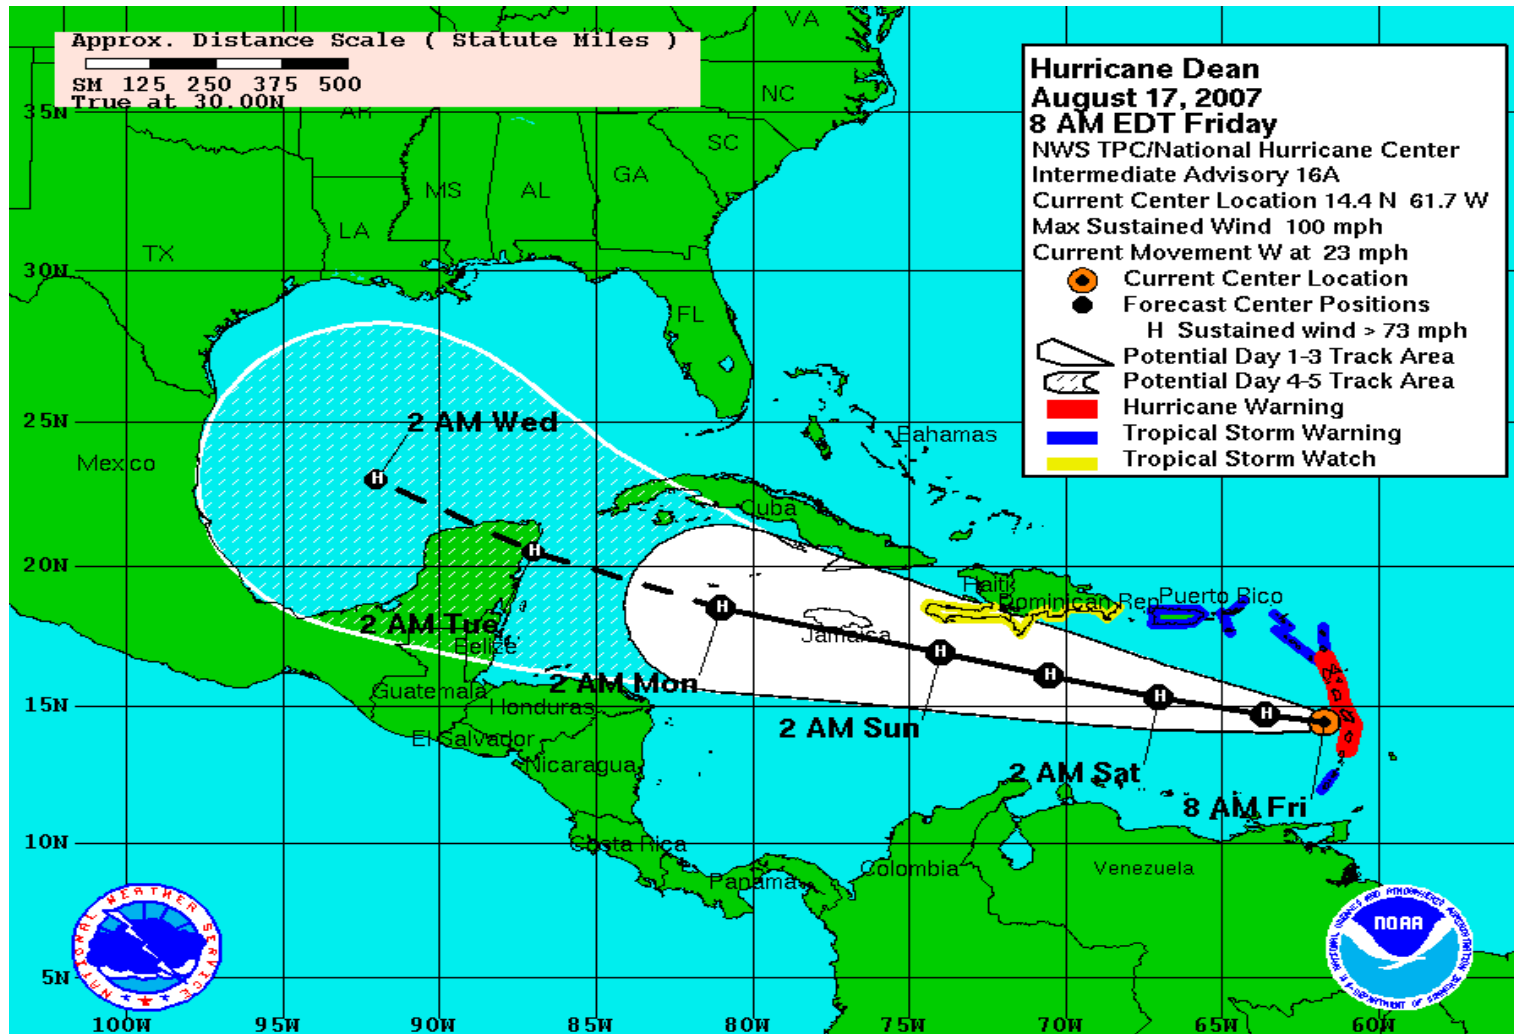 Approx. Distance Scale ( Statute Miles )
SM 125 250 375 500
True at 30.00N
Hurricane Dean
August 17, 2007
8 AM EDT Friday
NWS TPC/National Hurricane Center
Intermediate Advisory 16A
Current Center Location 14.4 N 61.7 W
Max Sustained Wind 100 mph
Current Movement W at 23 mph
Current Center Location
Forecast Center Positions
H Sustained wind > 73 mph
Potential Day 1-3 Track Area
Potential Day 4-5 Track Area
Hurricane Warning
Tropical Storm Warning
Tropical Storm Watch
VA
NC
35N
AR
SC
MS
AL
GA
LA
TX
30N
FL
25N
2 AM Wed
Bahamas
Mexico
H
Cuba
H
20N
Haiti
Dominican Rep
Puerto Rico
H
2 AM Tue
Jamaica
Belize
H
H
2 AM Mon
Guatemala
H
H
Honduras
15N
2 AM Sun
El Salvador
Nicaragua
2 AM Sat
8 AM Fri
10N
Costa Rica
Panama
Colombia
Venezuela
NATIONAL WEATHER SERVICE
NOAA
5N
100W 95W 90W 85W 80W 75W 70W 65W 60W